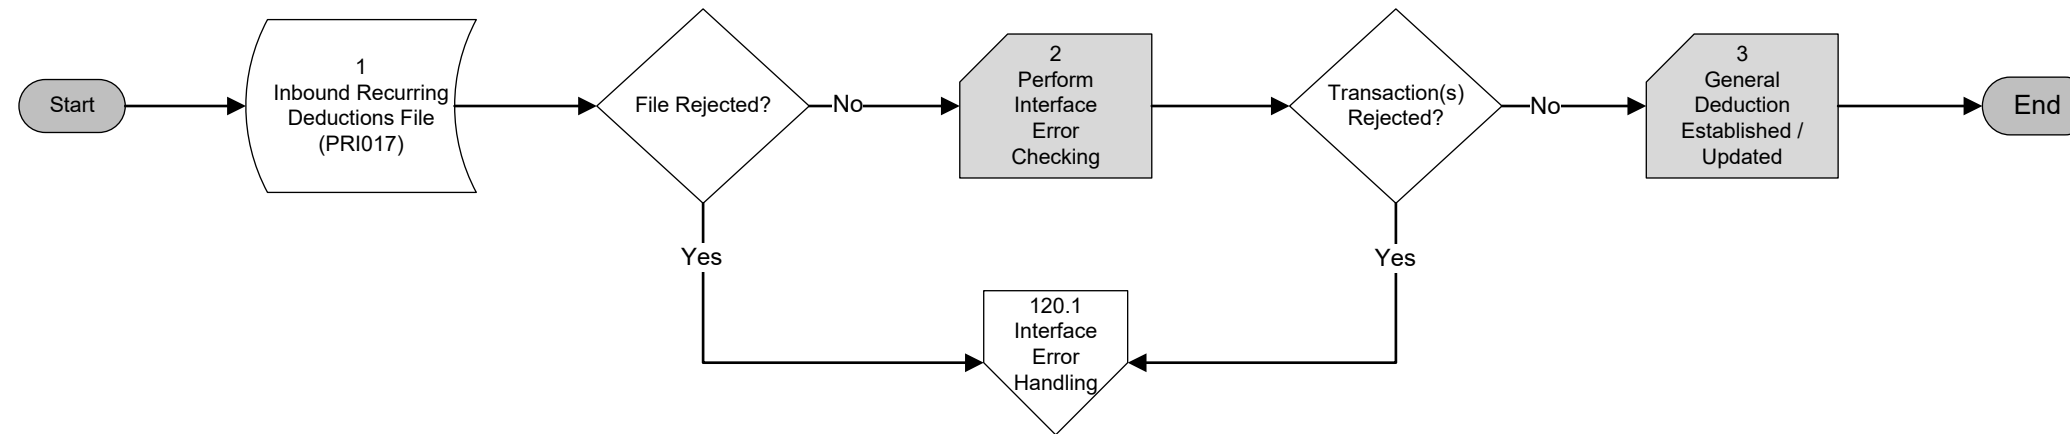 Start
1
Inbound Recurring
Deductions File
(PRI017)
File Rejected?
No
2
Perform
Interface
Error
Checking
Transaction(s)
Rejected?
No
3
General
Deduction
Established /
Updated
End
Yes
Yes
120.1
Interface
Error
Handling